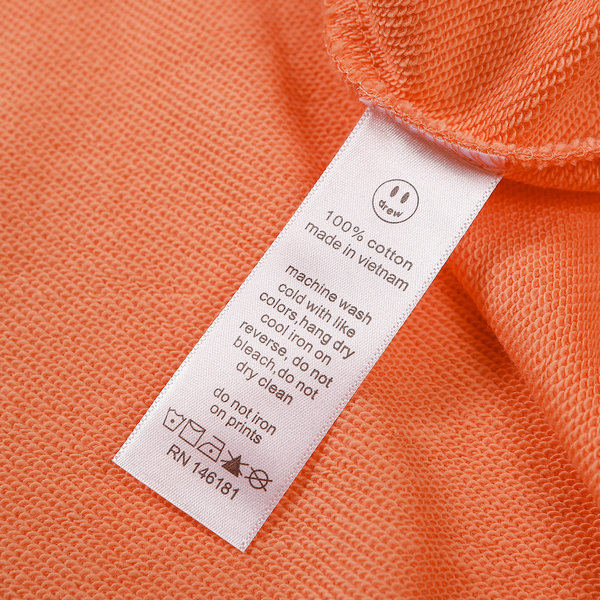 drew
100% cotton
made in vietnam
machine wash
cold with like
colors,hang dry
cool iron on
reverse, do not
bleach,do not
dry clean
do not iron
on prints
RN 146181